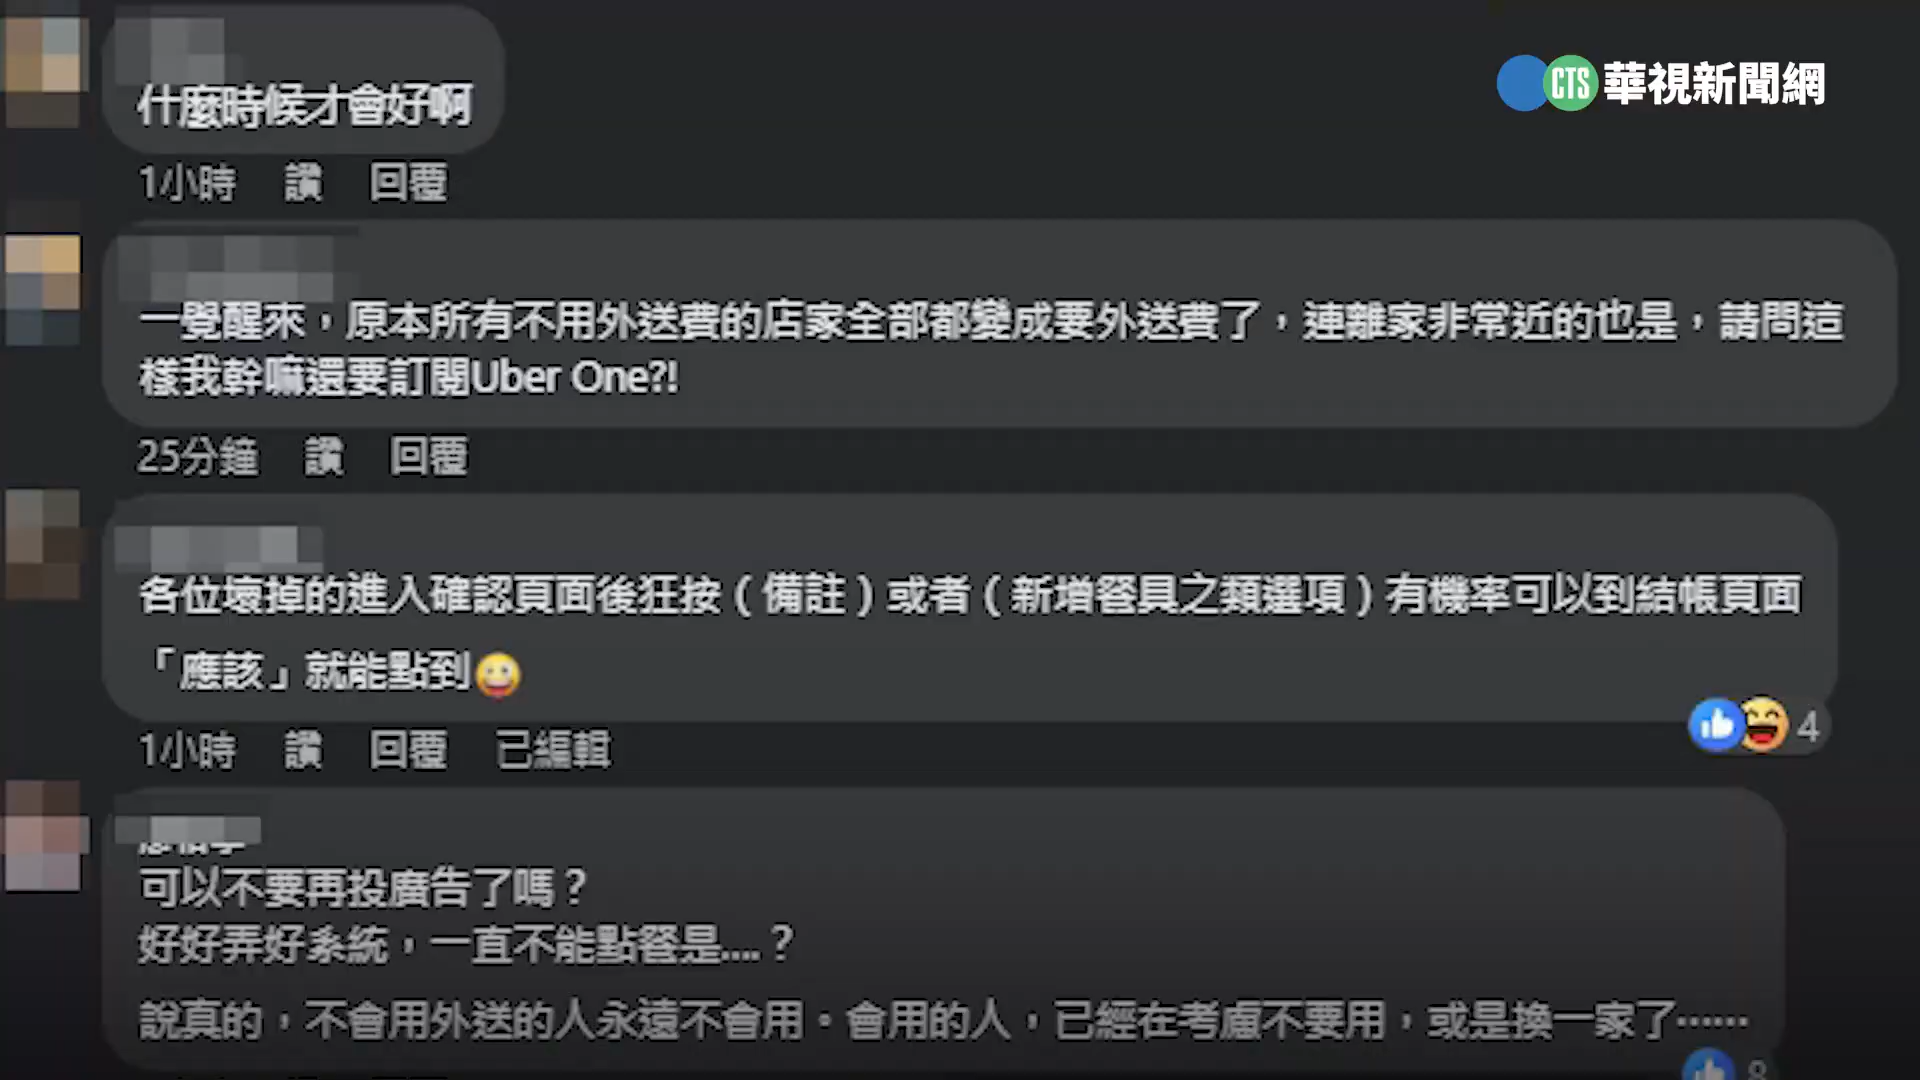 CTS 華視新聞網
什麼時候才會好啊
1小時 讚 回覆
一覺醒來，原本所有不用外送費的店家全部都變成要外送費了，連離家非常近的也是，請問這
樣我幹嘛還要訂閱Uber One?!
25分鐘 讚 回覆
各位壞掉的進入確認頁面後狂按（備註）或者（新增餐具之類選項）有機率可以到結帳頁面
「應該」就能點到
4
1小時 讚 回覆 已編輯
可以不要再投廣告了嗎？
好好弄好系統，一直不能點餐是....？
說真的，不會用外送的人永遠不會用。會用的人，已經在考慮不要用，或是換一家了⋯⋯
8